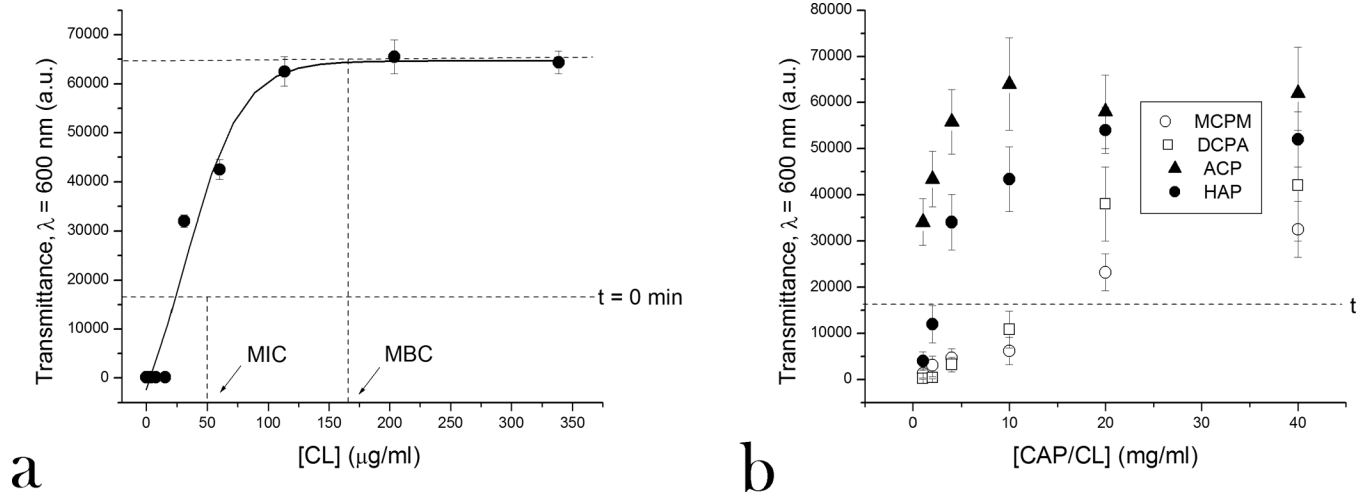 Transmittance, λ = 600 nm (a.u.)
70000
60000
50000
40000
30000
20000
10000
0
t = 0 min
MIC
MBC
0 50 100 150 200 250 300 350
[CL] (μg/ml)
a
Transmittance, λ = 600 nm (a.u.)
80000
70000
60000
50000
40000
30000
20000
10000
0
MCPM
DCPA
ACP
HAP
t
0 10 20 30 40
[CAP/CL] (mg/ml)
b